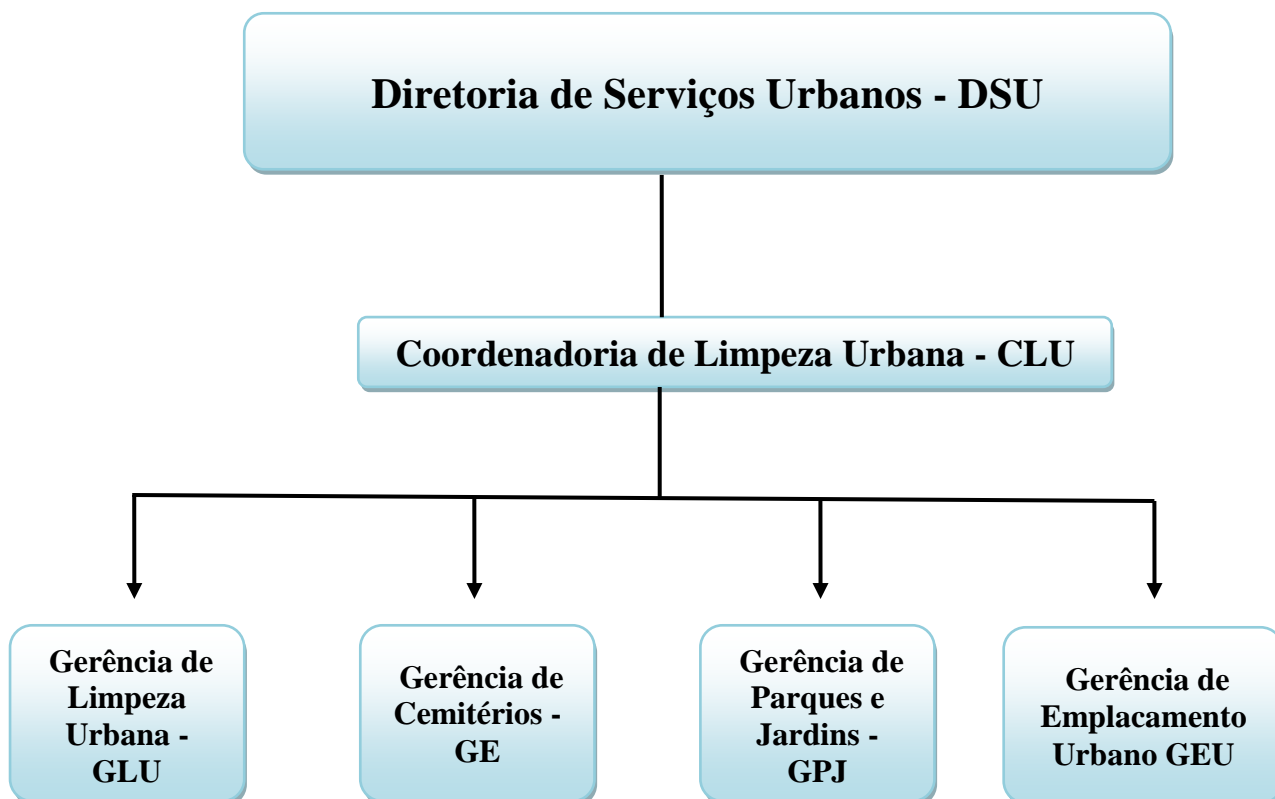 Diretoria de Serviços Urbanos - DSU
Coordenadoria de Limpeza Urbana - CLU
Gerência de
Limpeza
Urbana -
GLU
Gerência de
Cemitérios -
GE
Gerência de
Parques e
Jardins -
GPJ
Gerência de
Emplacamento
Urbano GEU